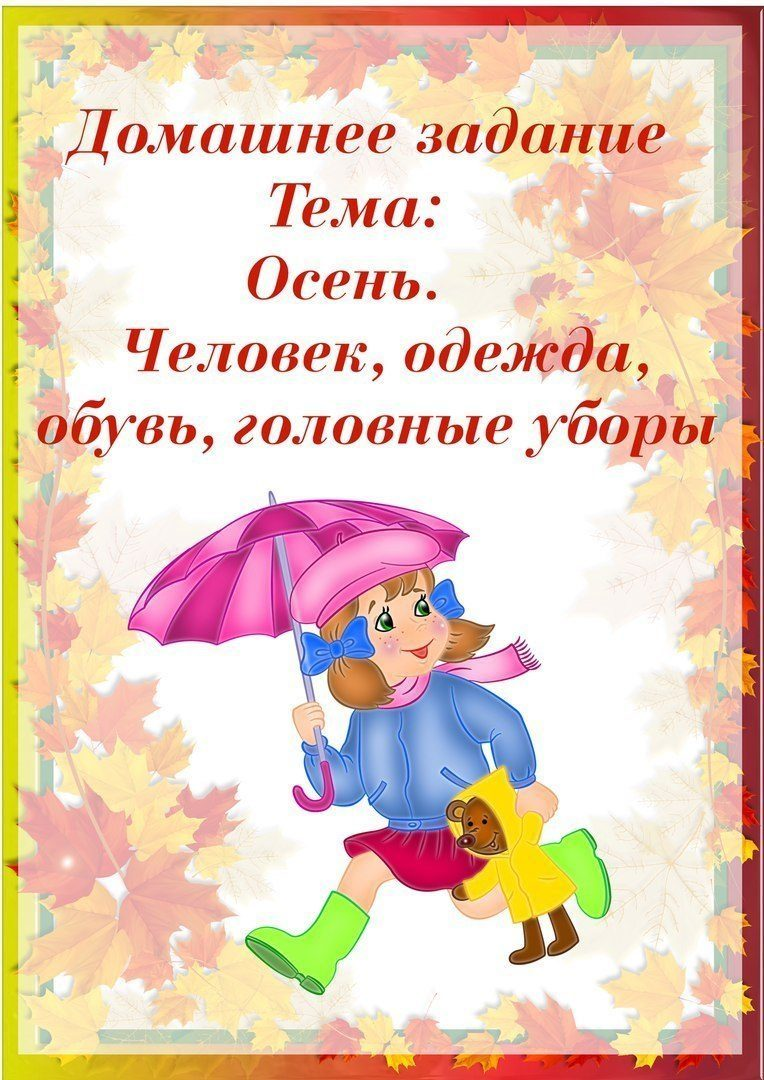 Домашнее задание
Тема:
Осень.
Человек, одежда,
обувь, головные уборы